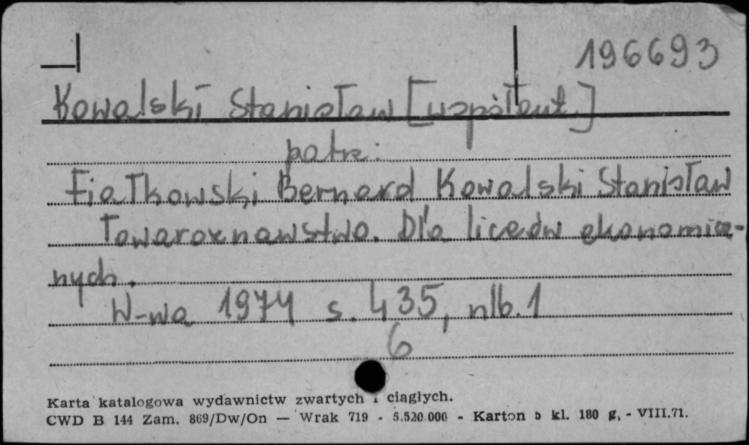 196693
Kowalski Stanisław [współaut.]
patrz:
Fiałkowski Bernard Kowalski Stanisław
Towaroznawstwo. Dla liceów ekonomicz-
nych.
W-wa 1974 s. 435, nlb. 1
6
Karta katalogowa wydawnictw zwartych i ciągłych.
CWD B 144 Zam. 869/Dw/On — Wrak 719 - 5.520.000 - Karton b kl. 180 g, - VIII.71.